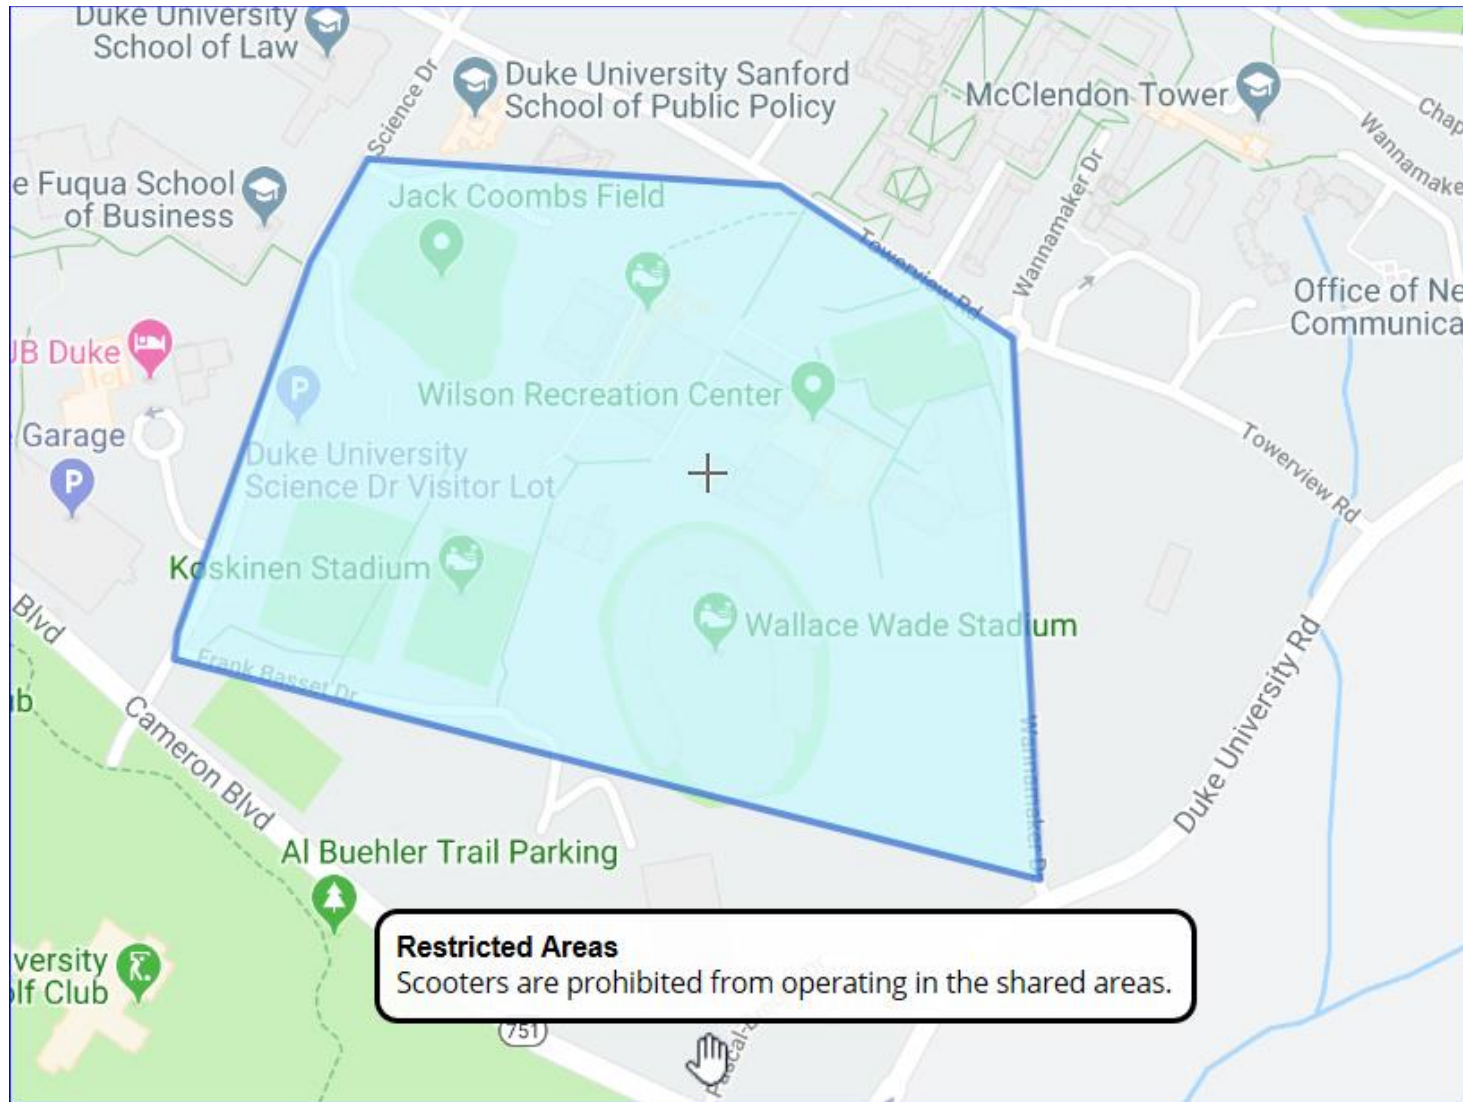 Duke University
School of Law
Science Dr
Duke University Sanford
School of Public Policy
McClendon Tower
Wannamaker Dr
e Fuqua School
of Business
Jack Coombs Field
Towerview Rd
Office of Ne
Communica
JB Duke
Wilson Recreation Center
Garage
P
P
Duke University
Science Dr Visitor Lot
Towerview Rd
Koskinen Stadium
Wallace Wade Stadium
Blvd
Frank Basset Dr
Cameron Blvd
Wannamaker D
Duke University Rd
Al Buehler Trail Parking
versity
lf Club
Restricted Areas
Scooters are prohibited from operating in the shared areas.
751